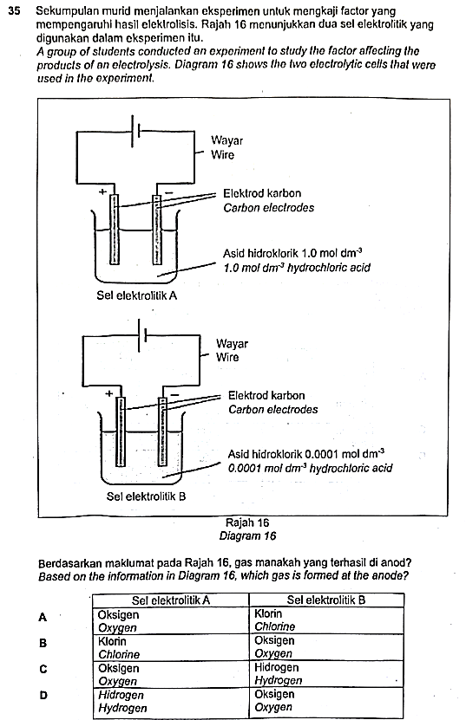 35 Sekumpulan murid menjalankan eksperimen untuk mengkaji factor yang
mempengaruhi hasil elektrolisis. Rajah 16 menunjukkan dua sel elektrolitik yang
digunakan dalam eksperimen itu.
A group of students conducted an experiment to study the factor affecting the
products of an electrolysis. Diagram 16 shows the two electrolytic cells that were
used in the experiment.
Wayar
Wire
+ –
Elektrod karbon
Carbon electrodes
Asid hidroklorik 1.0 mol dm⁻³
1.0 mol dm⁻³ hydrochloric acid
Sel elektrolitik A
Wayar
Wire
+ –
Elektrod karbon
Carbon electrodes
Asid hidroklorik 0.0001 mol dm⁻³
0.0001 mol dm⁻³ hydrochloric acid
Sel elektrolitik B
Rajah 16
Diagram 16
Berdasarkan maklumat pada Rajah 16, gas manakah yang terhasil di anod?
Based on the information in Diagram 16, which gas is formed at the anode?
Sel elektrolitik A Sel elektrolitik B
A Oksigen Klorin
Oxygen Chlorine
B Klorin Oksigen
Chlorine Oxygen
C Oksigen Hidrogen
Oxygen Hydrogen
D Hidrogen Oksigen
Hydrogen Oxygen